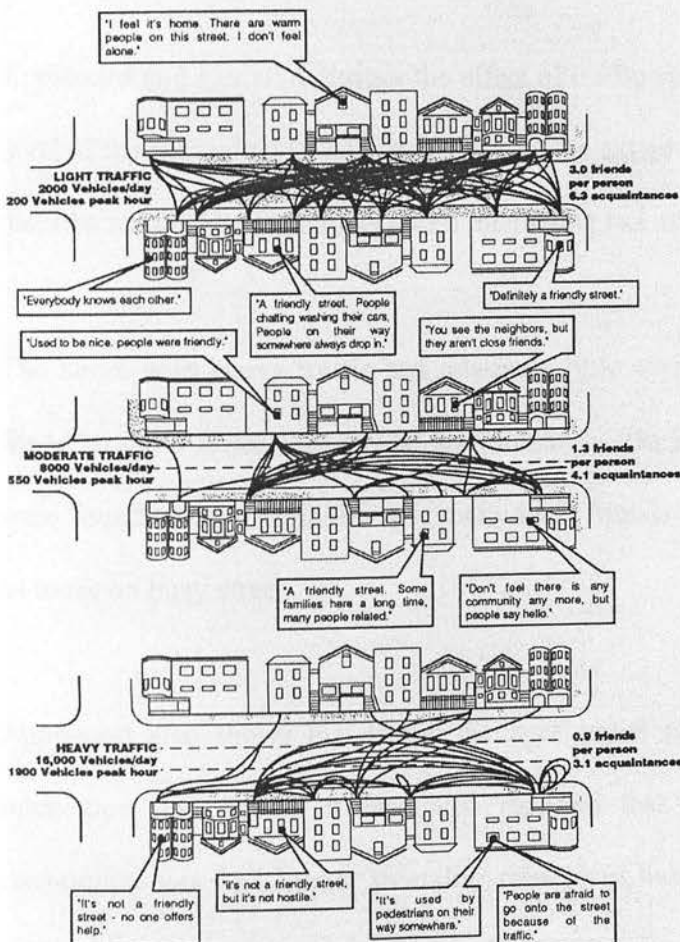 "I feel it's home. There are warm
people on this street. I don't feel
alone."
LIGHT TRAFFIC
2000 Vehicles/day
200 Vehicles peak hour
3.0 friends
per person
6.3 acquaintances
"Everybody knows each other."
"A friendly street. People
chatting washing their cars,
People on their way
somewhere always drop in."
"Definitely a friendly street."
"Used to be nice. people were friendly."
"You see the neighbors, but
they aren't close friends."
MODERATE TRAFFIC
8000 Vehicles/day
550 Vehicles peak hour
1.3 friends
per person
4.1 acquaintances
"A friendly street. Some
families here a long time,
many people related."
"Don't feel there is any
community any more, but
people say hello."
HEAVY TRAFFIC
16,000 Vehicles/day
1900 Vehicles peak hour
0.9 friends
per person
3.1 acquaintances
"It's not a friendly
street - no one offers
help."
"it's not a friendly street,
but it's not hostile."
"It's used by
pedestrians on their
way somewhere."
"People are afraid to
go onto the street
because of the
traffic."